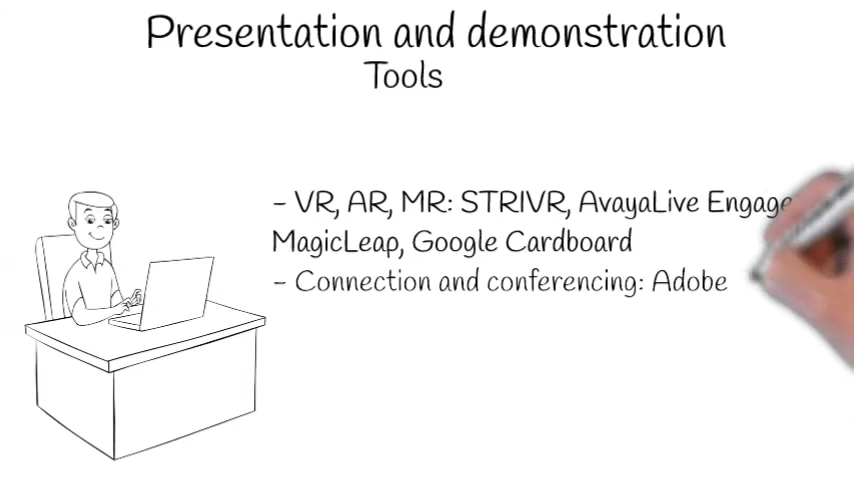 Presentation and demonstration
Tools
- VR, AR, MR: STRIVR, AvayaLive Engage
MagicLeap, Google Cardboard
- Connection and conferencing: Adobe